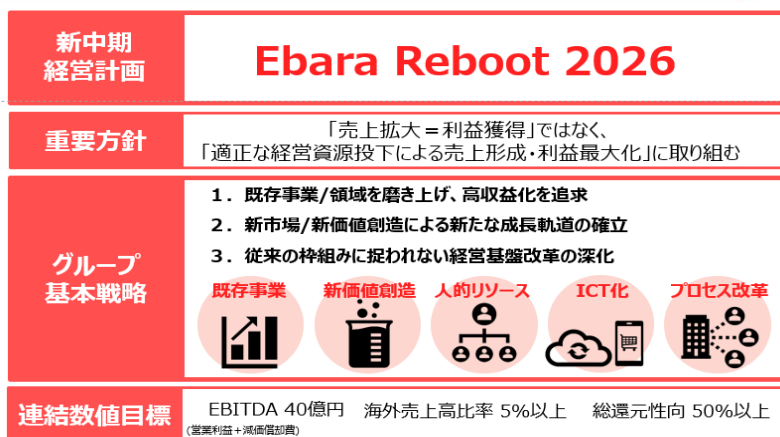 新中期
経営計画
Ebara Reboot 2026
重要方針
「売上拡大＝利益獲得」ではなく、
「適正な経営資源投下による売上形成・利益最大化」に取り組む
グループ
基本戦略
１．既存事業/領域を磨き上げ、高収益化を追求
２．新市場/新価値創造による新たな成長軌道の確立
３．従来の枠組みに捉われない経営基盤改革の深化
既存事業 新価値創造 人的リソース ICT化 プロセス改革
連結数値目標
EBITDA 40億円 海外売上高比率 5%以上 総還元性向 50%以上
(営業利益＋減価償却費)